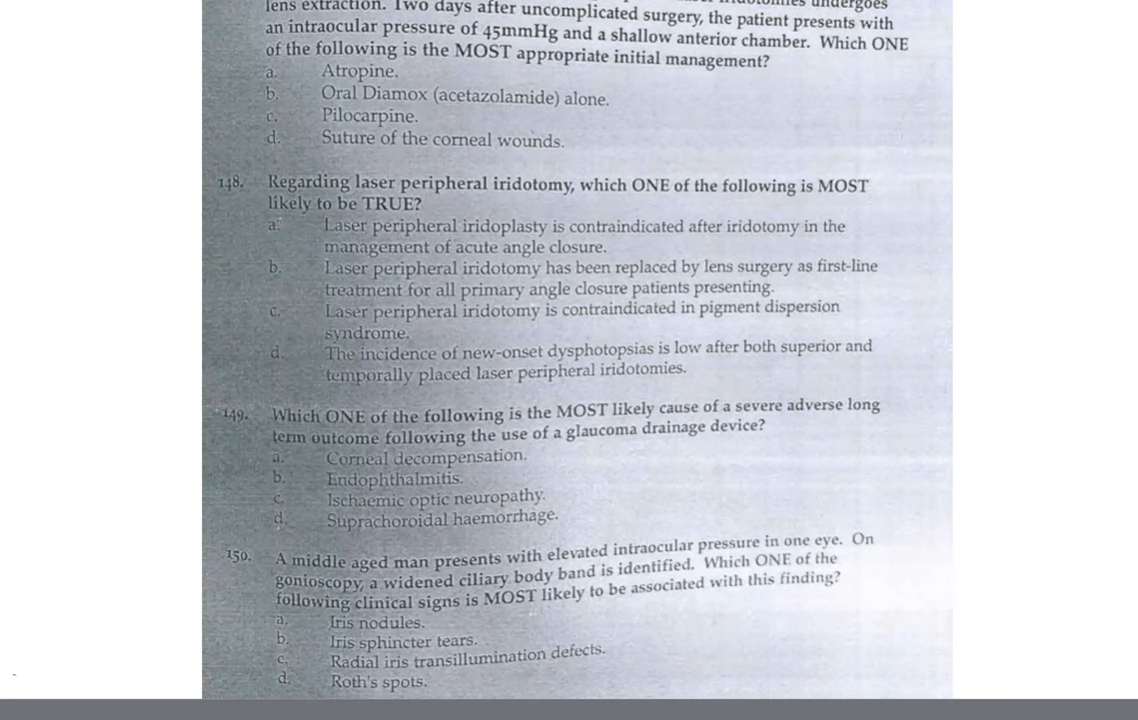 lens extraction. Two days after uncomplicated surgery, the patient presents with
an intraocular pressure of 45mmHg and a shallow anterior chamber. Which ONE
of the following is the MOST appropriate initial management?
a. Atropine.
b. Oral Diamox (acetazolamide) alone.
c. Pilocarpine.
d. Suture of the corneal wounds.
148. Regarding laser peripheral iridotomy, which ONE of the following is MOST
likely to be TRUE?
a. Laser peripheral iridoplasty is contraindicated after iridotomy in the
management of acute angle closure.
b. Laser peripheral iridotomy has been replaced by lens surgery as first-line
treatment for all primary angle closure patients presenting.
c. Laser peripheral iridotomy is contraindicated in pigment dispersion
syndrome.
d. The incidence of new-onset dysphotopsias is low after both superior and
temporally placed laser peripheral iridotomies.
149. Which ONE of the following is the MOST likely cause of a severe adverse long
term outcome following the use of a glaucoma drainage device?
a. Corneal decompensation.
b. Endophthalmitis.
c. Ischaemic optic neuropathy.
d. Suprachoroidal haemorrhage.
150. A middle aged man presents with elevated intraocular pressure in one eye. On
gonioscopy, a widened ciliary body band is identified. Which ONE of the
following clinical signs is MOST likely to be associated with this finding?
a. Iris nodules.
b. Iris sphincter tears.
c. Radial iris transillumination defects.
d. Roth's spots.